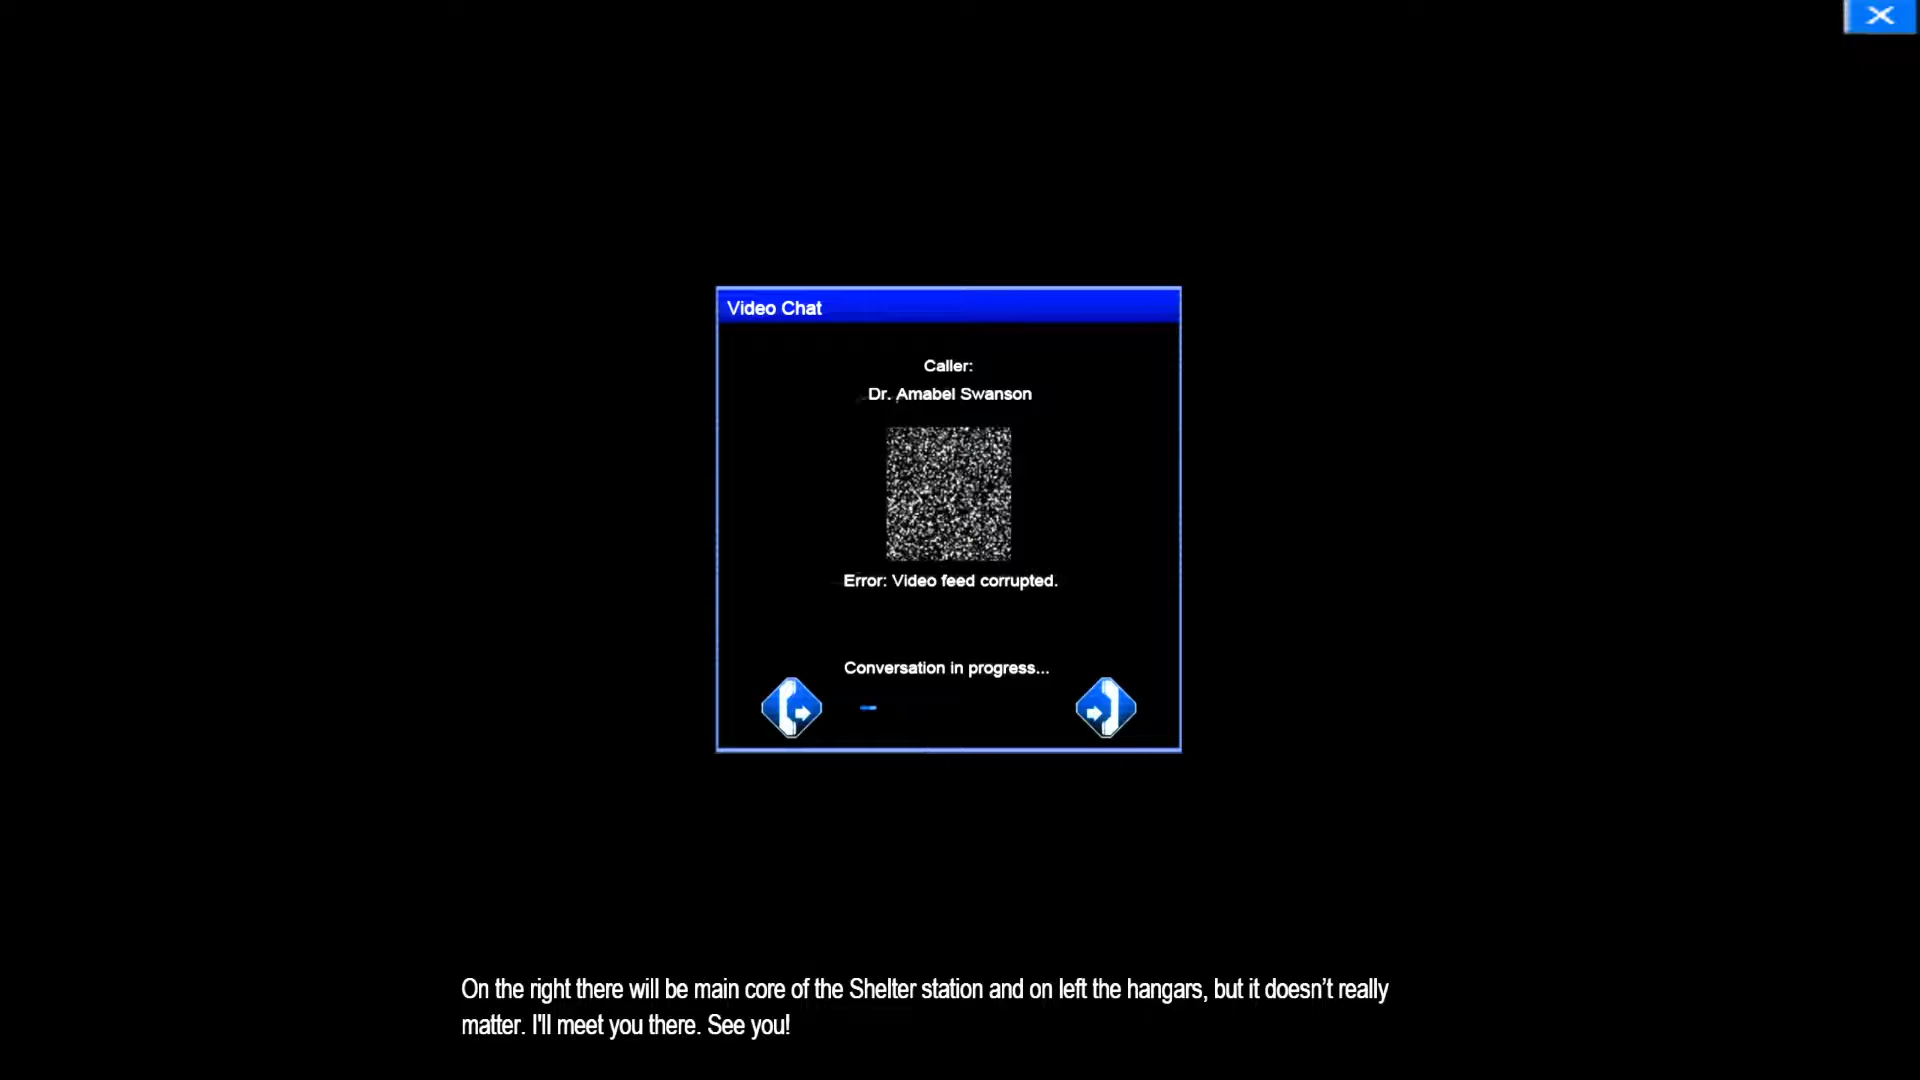 Video Chat
Caller:
Dr. Amabel Swanson
Error: Video feed corrupted.
Conversation in progress...
On the right there will be main core of the Shelter station and on left the hangars, but it doesn’t really
matter. I'll meet you there. See you!